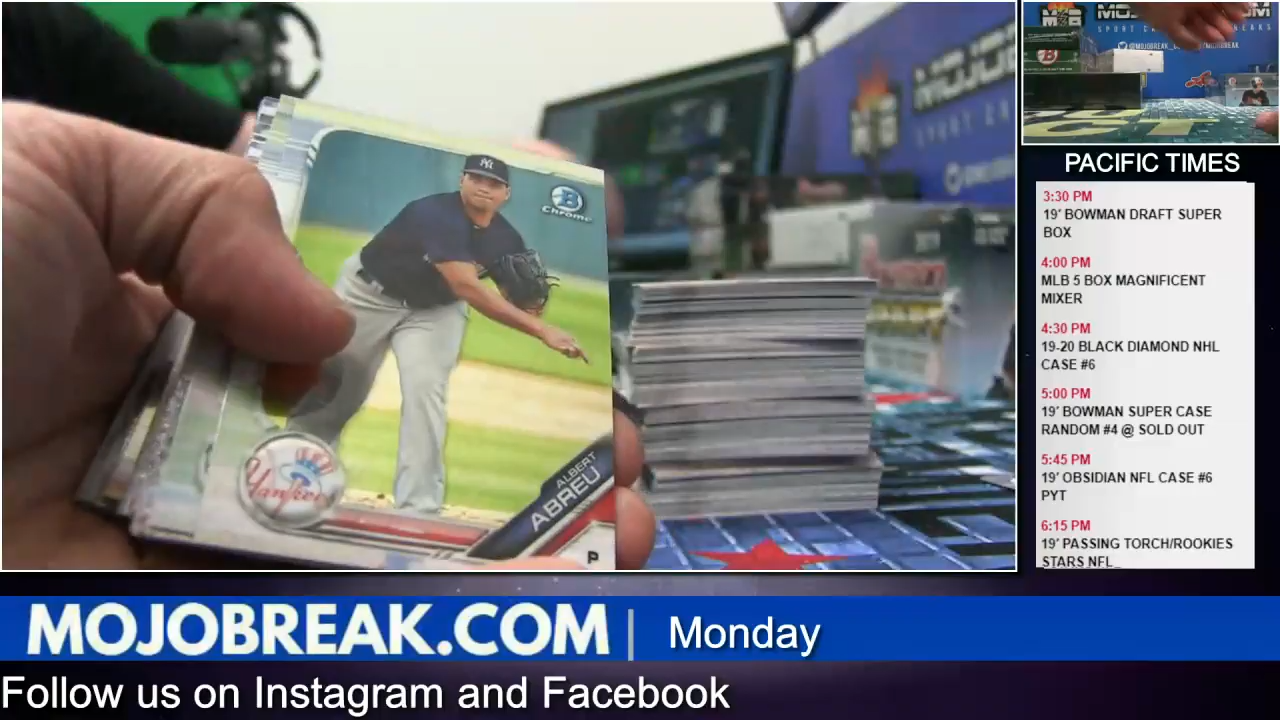 B
Chrome
Yankees
ALBERT
ABREU
P
MOJOBREAK.COM
Monday
Follow us on Instagram and Facebook
PACIFIC TIMES
3:30 PM
19' BOWMAN DRAFT SUPER
BOX
4:00 PM
MLB 5 BOX MAGNIFICENT
MIXER
4:30 PM
19-20 BLACK DIAMOND NHL
CASE #6
5:00 PM
19' BOWMAN SUPER CASE
RANDOM #4 @ SOLD OUT
5:45 PM
19' OBSIDIAN NFL CASE #6
PYT
6:15 PM
19' PASSING TORCH/ROOKIES
STARS NFL_